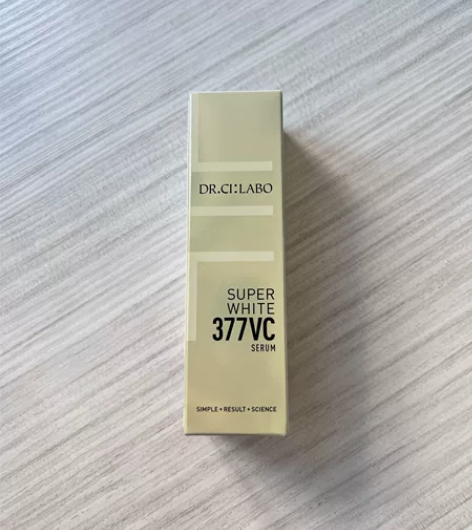 DR.CI:LABO
SUPER
WHITE
377VC
SERUM
SIMPLE+RESULT+SCIENCE